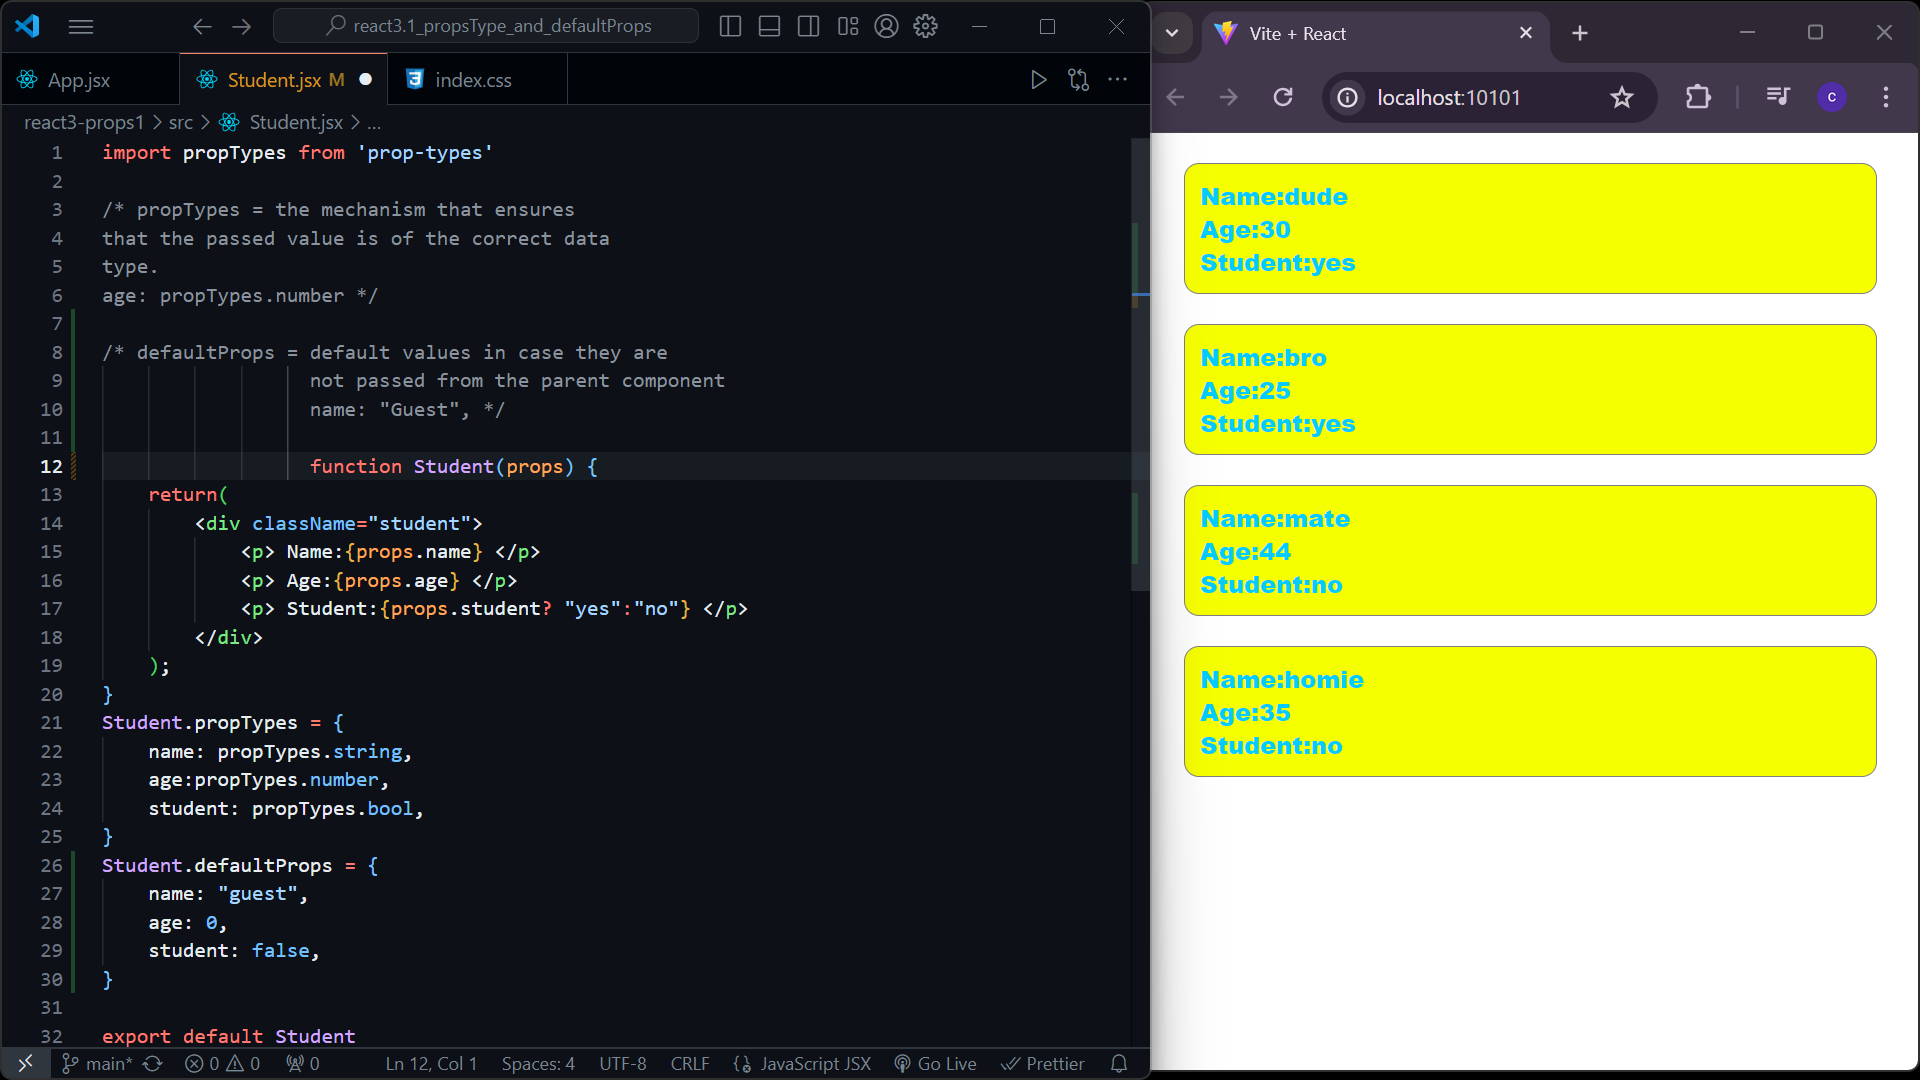 react3.1_propsType_and_defaultProps
App.jsx
Student.jsx M
index.css
react3-props1 > src > Student.jsx > ...
1 import propTypes from 'prop-types'
2
3 /* propTypes = the mechanism that ensures
4 that the passed value is of the correct data
5 type.
6 age: propTypes.number */
7
8 /* defaultProps = default values in case they are
9 not passed from the parent component
10 name: "Guest", */
11
12 function Student(props) {
13 return(
14 <div className="student">
15 <p> Name:{props.name} </p>
16 <p> Age:{props.age} </p>
17 <p> Student:{props.student? "yes":"no"} </p>
18 </div>
19 );
20 }
21 Student.propTypes = {
22 name: propTypes.string,
23 age:propTypes.number,
24 student: propTypes.bool,
25 }
26 Student.defaultProps = {
27 name: "guest",
28 age: 0,
29 student: false,
30 }
31
32 export default Student
main* 0 0 0 Ln 12, Col 1 Spaces: 4 UTF-8 CRLF JavaScript JSX Go Live Prettier
Vite + React
localhost:10101
c
Name:dude
Age:30
Student:yes
Name:bro
Age:25
Student:yes
Name:mate
Age:44
Student:no
Name:homie
Age:35
Student:no